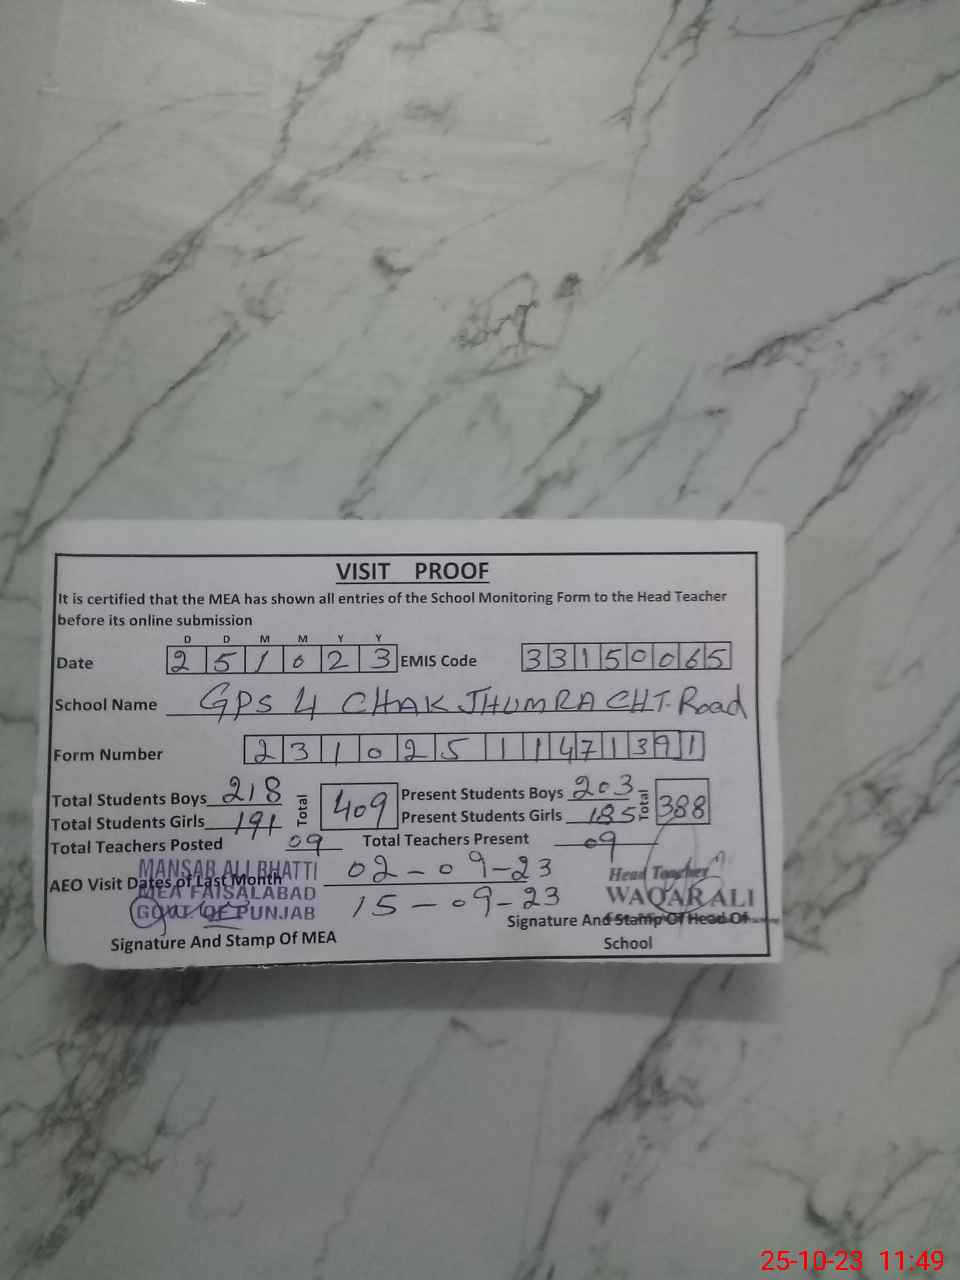 VISIT PROOF
It is certified that the MEA has shown all entries of the School Monitoring Form to the Head Teacher
before its online submission
D D M M Y Y
Date 2 5 1 0 2 3 EMIS Code 3 3 1 5 0 0 6 5
School Name GPS 4 CHAK JHUMRA CHT. Road
Form Number 2 3 1 0 2 5 1 1 4 7 1 3 9 1
Total Students Boys 218 Total 409 Present Students Boys 203 Total 388
Total Students Girls 191 Present Students Girls 185
Total Teachers Posted 09 Total Teachers Present 09
AEO Visit Dates of Last Month 02-09-23
15-09-23
MANSAB ALI BHATTI
MEA FAISALABAD
GOVT OF PUNJAB
Signature And Stamp Of MEA
Head Teacher
WAQAR ALI
Signature And Stamp Of Head Of
School
25-10-23 11:49